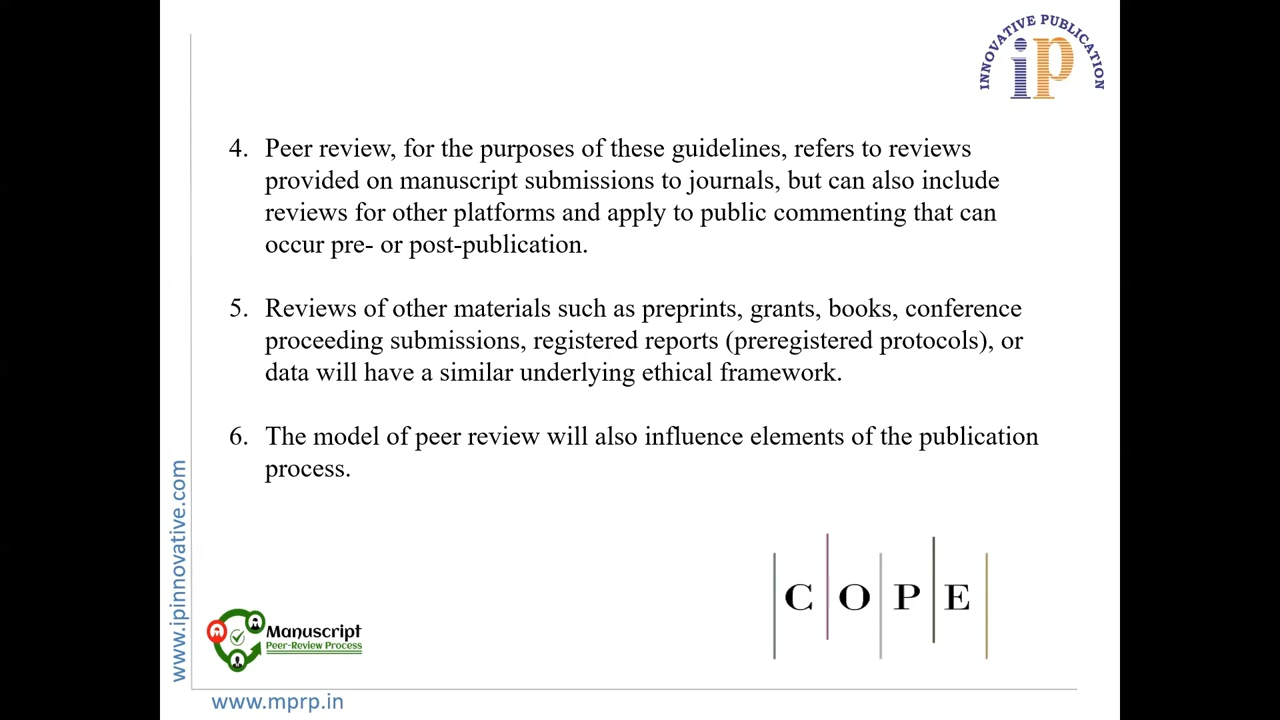 INNOVATIVE PUBLICATION
iP
4. Peer review, for the purposes of these guidelines, refers to reviews
provided on manuscript submissions to journals, but can also include
reviews for other platforms and apply to public commenting that can
occur pre- or post-publication.
5. Reviews of other materials such as preprints, grants, books, conference
proceeding submissions, registered reports (preregistered protocols), or
data will have a similar underlying ethical framework.
6. The model of peer review will also influence elements of the publication
process.
C O P E
Manuscript
Peer-Review Process
www.ipinnovative.com
www.mprp.in